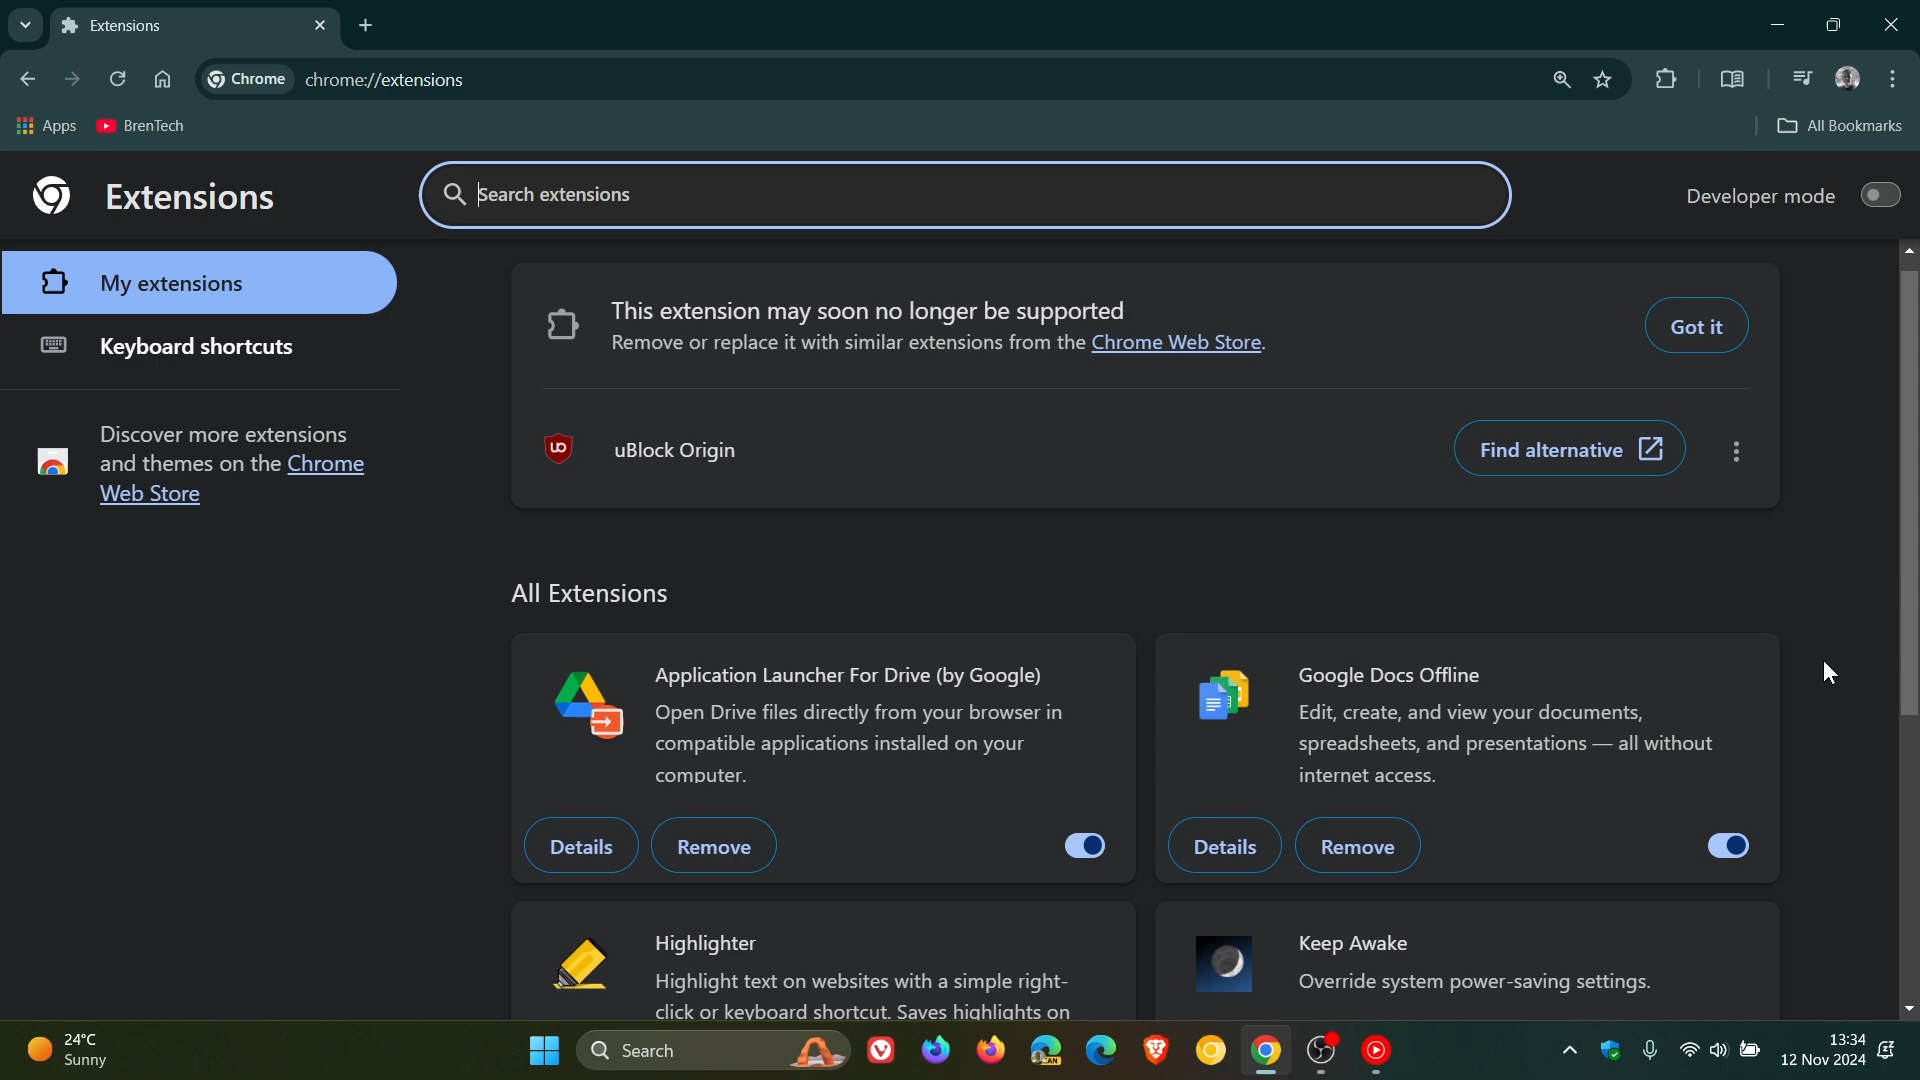 Extensions
Chrome
chrome://extensions
Apps
BrenTech
All Bookmarks
Extensions
Search extensions
Developer mode
My extensions
Keyboard shortcuts
Discover more extensions
and themes on the Chrome
Web Store
This extension may soon no longer be supported
Remove or replace it with similar extensions from the Chrome Web Store.
Got it
uBlock Origin
Find alternative
All Extensions
Application Launcher For Drive (by Google)
Open Drive files directly from your browser in
compatible applications installed on your
computer.
Details
Remove
Google Docs Offline
Edit, create, and view your documents,
spreadsheets, and presentations — all without
internet access.
Details
Remove
Highlighter
Highlight text on websites with a simple right-
click or keyboard shortcut. Saves highlights on
Keep Awake
Override system power-saving settings.
24°C
Sunny
Search
13:34
12 Nov 2024